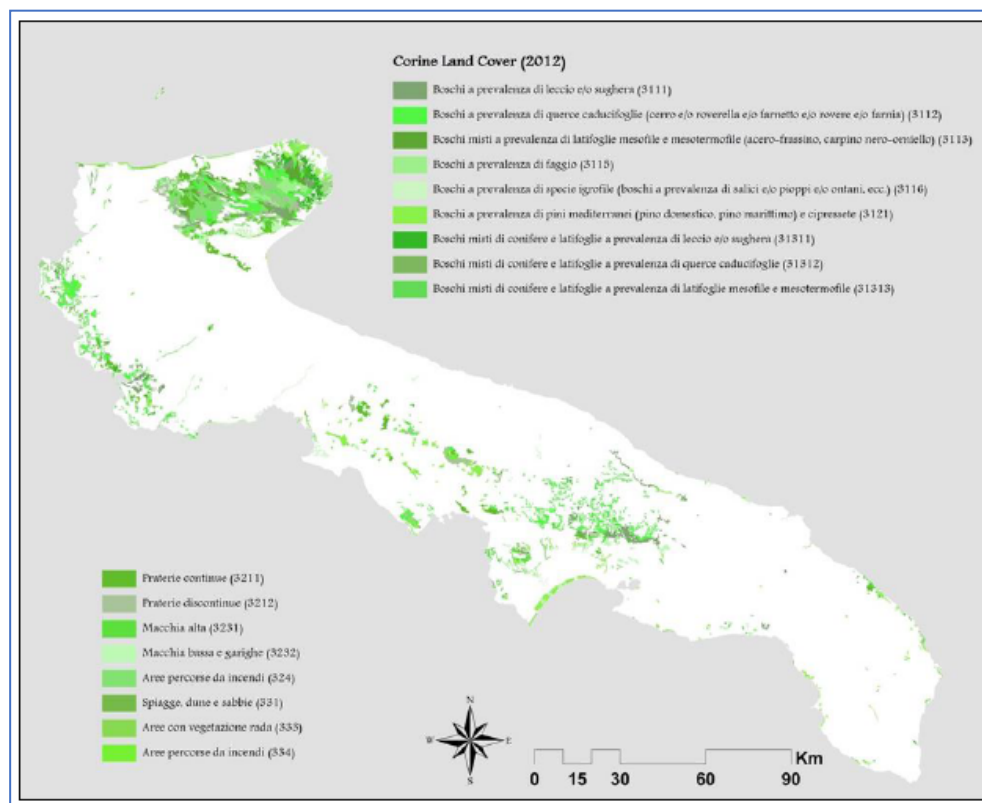 Corine Land Cover (2012)
Boschi a prevalenza di leccio e/o sughera (3111)
Boschi a prevalenza di querce caducifoglie (cerro e/o roverella e/o farnetto e/o rovere e/o farnia) (3112)
Boschi misti a prevalenza di latifoglie mesofile e mesotermofile (acero-frassino, carpino nero-orniello) (3113)
Boschi a prevalenza di faggio (3115)
Boschi a prevalenza di specie igrofile (boschi a prevalenza di salici e/o pioppi e/o ontani, ecc.) (3116)
Boschi a prevalenza di pini mediterranei (pino domestico, pino marittimo) e cipressete (3121)
Boschi misti di conifere e latifoglie a prevalenza di leccio e/o sughera (31311)
Boschi misti di conifere e latifoglie a prevalenza di querce caducifoglie (31312)
Boschi misti di conifere e latifoglie a prevalenza di latifoglie mesofile e mesotermofile (31313)
Praterie continue (3211)
Praterie discontinue (3212)
Macchia alta (3231)
Macchia bassa e garighe (3232)
Aree percorse da incendi (324)
Spiagge, dune e sabbie (331)
Aree con vegetazione rada (333)
Aree percorse da incendi (334)
N
W E
S
Km
0 15 30 60 90